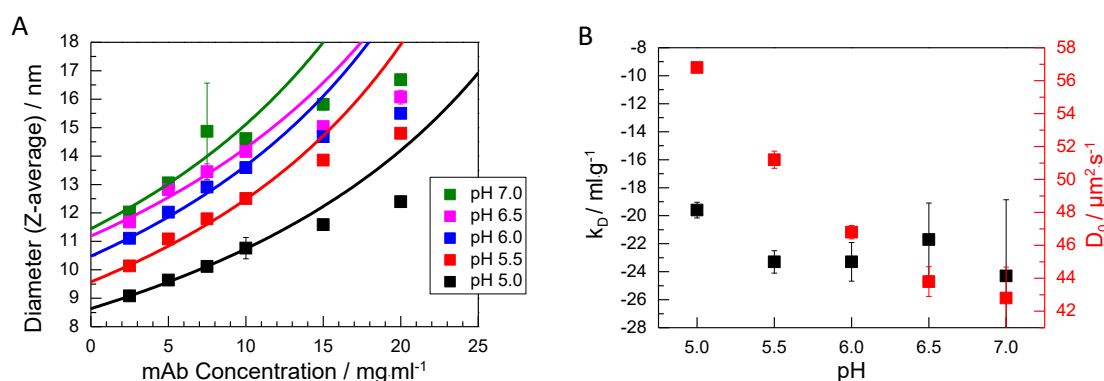 A
18
17
16
15
14
13
12
11
10
9
8
0 5 10 15 20 25
Diameter (Z-average) / nm
mAb Concentration / mg.ml⁻¹
pH 7.0
pH 6.5
pH 6.0
pH 5.5
pH 5.0
B
-8
-10
-12
-14
-16
-18
-20
-22
-24
-26
-28
k_D / ml.g⁻¹
5.0 5.5 6.0 6.5 7.0
pH
58
56
54
52
50
48
46
44
42
D₀ / µm²·s⁻¹